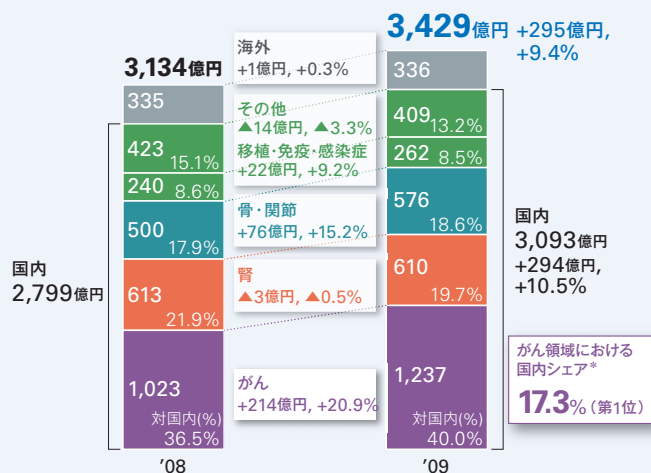 3,429億円 +295億円,
+9.4%
海外
+1億円, +0.3%
3,134億円
336
335
その他
▲14億円, ▲3.3%
移植・免疫・感染症
+22億円, +9.2%
409
13.2%
423
15.1%
262 8.5%
240 8.6%
骨・関節
+76億円, +15.2%
576
18.6%
500
17.9%
国内
3,093億円
+294億円,
+10.5%
国内
2,799億円
腎
▲3億円, ▲0.5%
610
19.7%
613
21.9%
がん領域における
国内シェア*
17.3%(第1位)
がん
+214億円, +20.9%
1,237
1,023
対国内(%)
36.5%
対国内(%)
40.0%
'08
'09